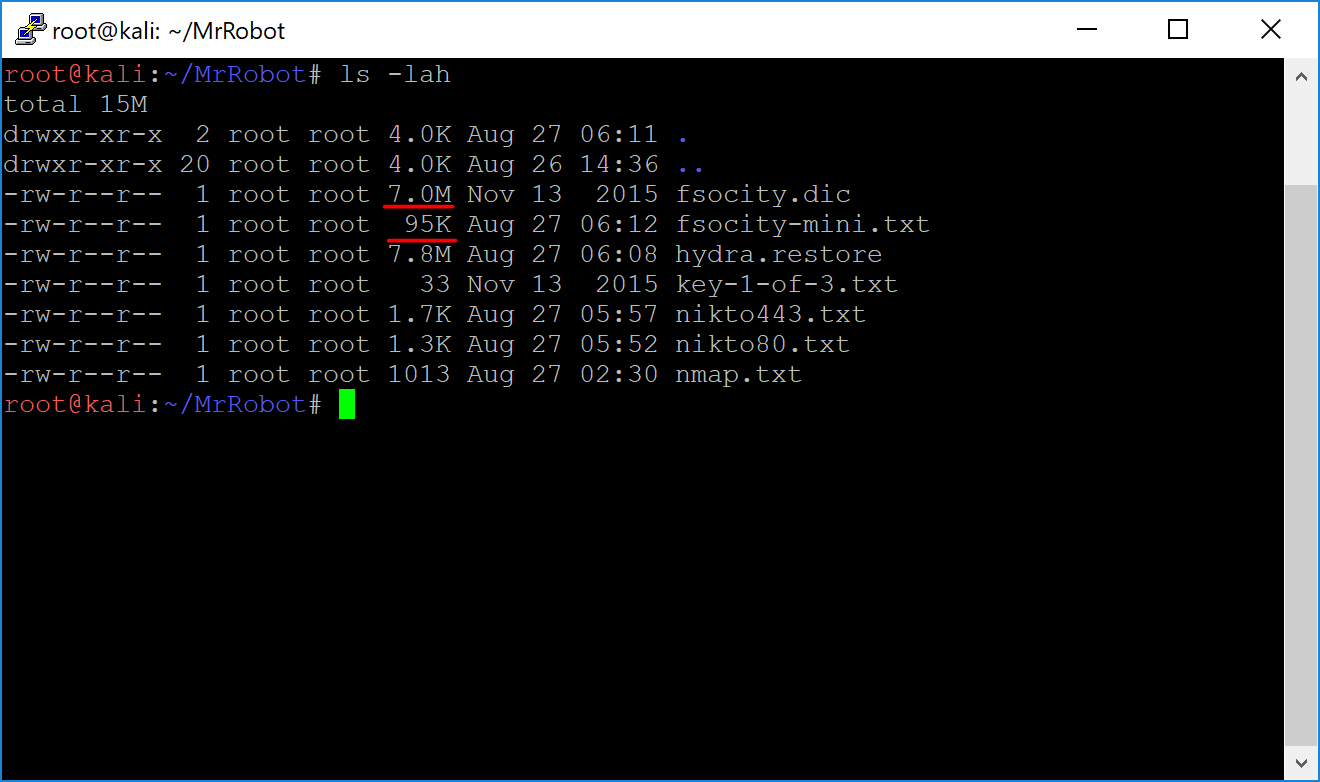 root@kali: ~/MrRobot
root@kali:~/MrRobot# ls -lah
total 15M
drwxr-xr-x  2 root root 4.0K Aug 27 06:11 .
drwxr-xr-x 20 root root 4.0K Aug 26 14:36 ..
-rw-r--r--  1 root root 7.0M Nov 13  2015 fsocity.dic
-rw-r--r--  1 root root  95K Aug 27 06:12 fsocity-mini.txt
-rw-r--r--  1 root root 7.8M Aug 27 06:08 hydra.restore
-rw-r--r--  1 root root   33 Nov 13  2015 key-1-of-3.txt
-rw-r--r--  1 root root 1.7K Aug 27 05:57 nikto443.txt
-rw-r--r--  1 root root 1.3K Aug 27 05:52 nikto80.txt
-rw-r--r--  1 root root 1013 Aug 27 02:30 nmap.txt
root@kali:~/MrRobot#